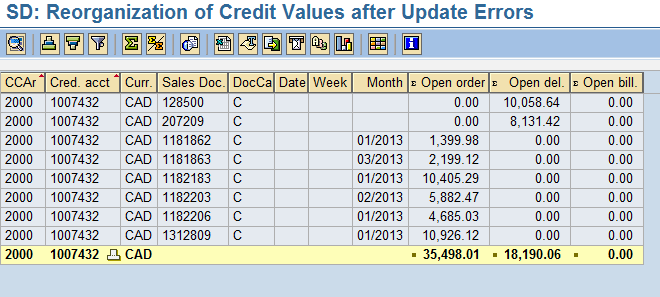 SD: Reorganization of Credit Values after Update Errors
CCAr Cred. acct Curr. Sales Doc. DocCa Date Week Month Σ Open order Σ Open del. Σ Open bill.
2000 1007432 CAD 128500 C 0.00 10,058.64 0.00
2000 1007432 CAD 207209 C 0.00 8,131.42 0.00
2000 1007432 CAD 1181862 C 01/2013 1,399.98 0.00 0.00
2000 1007432 CAD 1181863 C 03/2013 2,199.12 0.00 0.00
2000 1007432 CAD 1182183 C 01/2013 10,405.29 0.00 0.00
2000 1007432 CAD 1182203 C 02/2013 5,882.47 0.00 0.00
2000 1007432 CAD 1182206 C 01/2013 4,685.03 0.00 0.00
2000 1007432 CAD 1312809 C 01/2013 10,926.12 0.00 0.00
2000 1007432 CAD 35,498.01 18,190.06 0.00